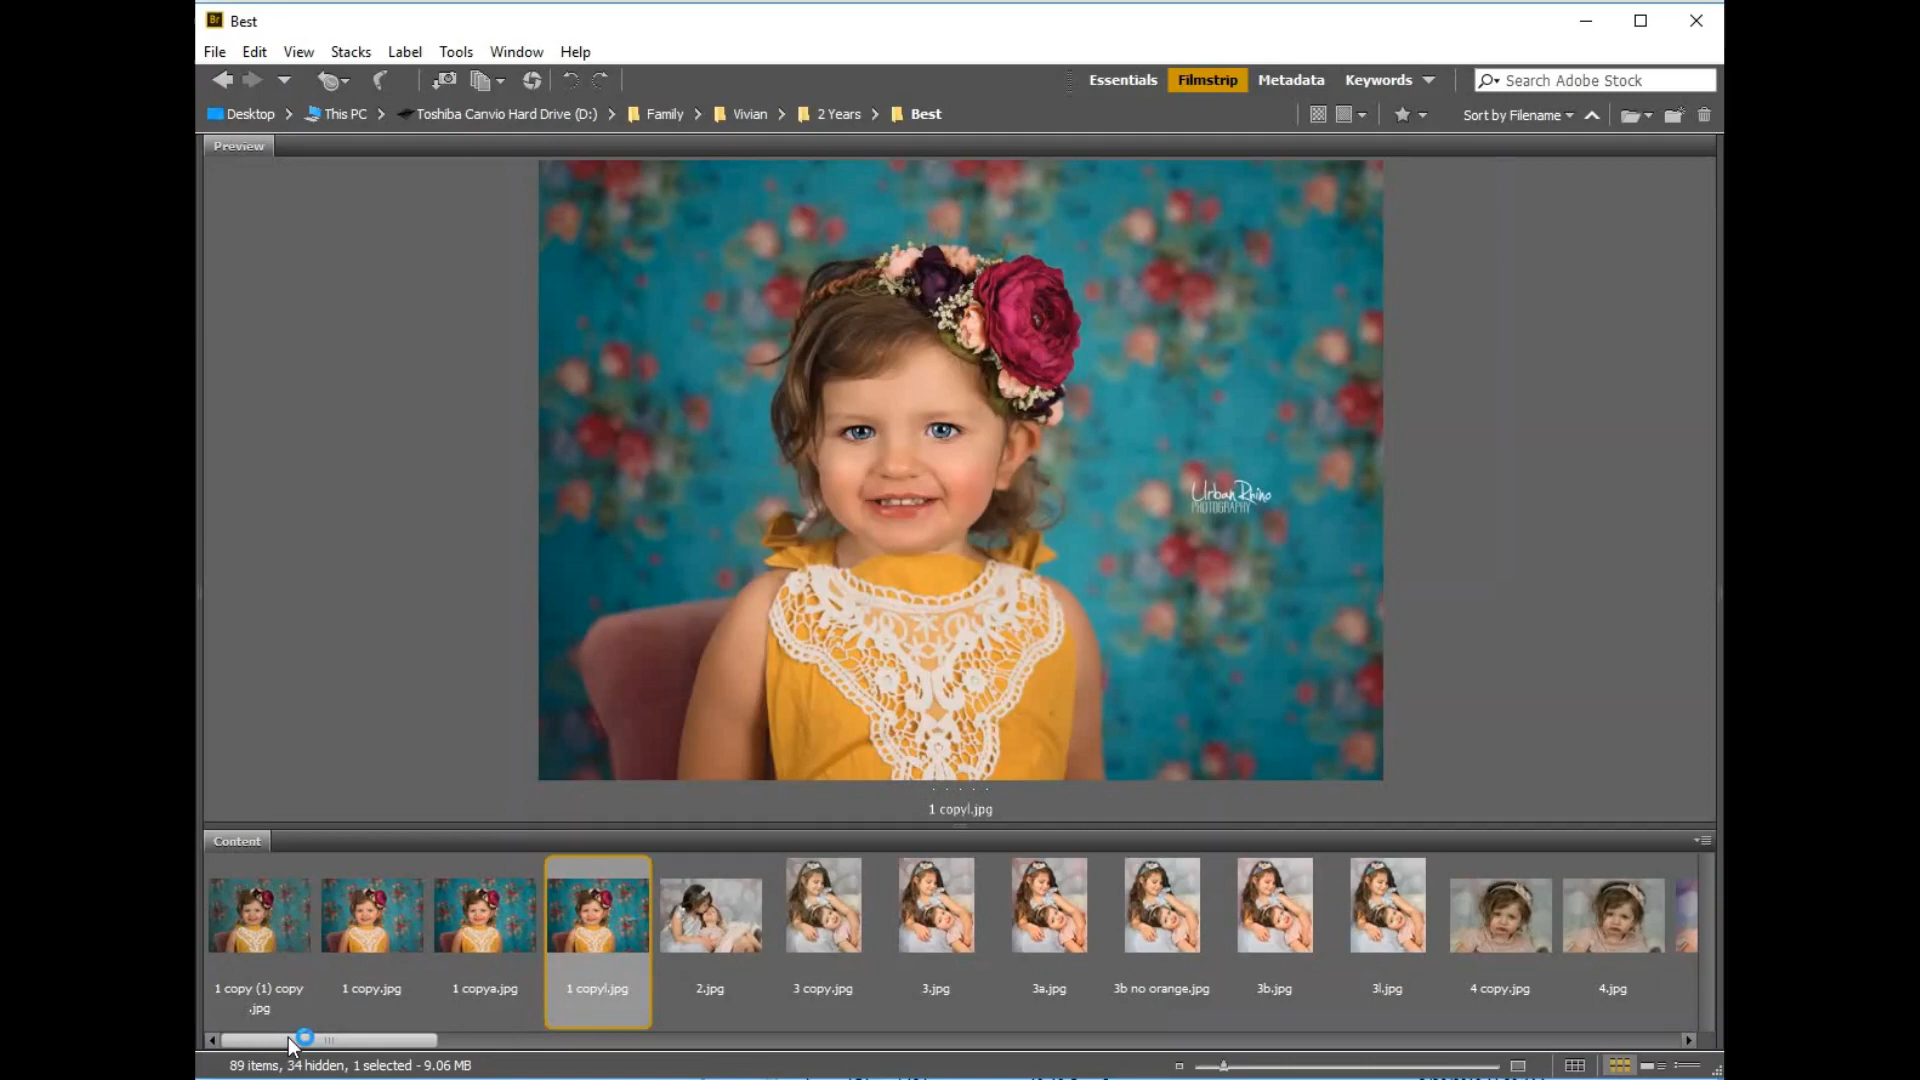 Br Best
File Edit View Stacks Label Tools Window Help
Essentials Filmstrip Metadata Keywords Search Adobe Stock
Desktop This PC Toshiba Canvio Hard Drive (D:) Family Vivian 2 Years Best Sort by Filename
Preview
UrbanRhino
PHOTOGRAPHY
1 copyl.jpg
Content
1 copy (1) copy .jpg
1 copy.jpg
1 copya.jpg
1 copyl.jpg
2.jpg
3 copy.jpg
3.jpg
3a.jpg
3b no orange.jpg
3b.jpg
3l.jpg
4 copy.jpg
4.jpg
89 items, 34 hidden, 1 selected - 9.06 MB